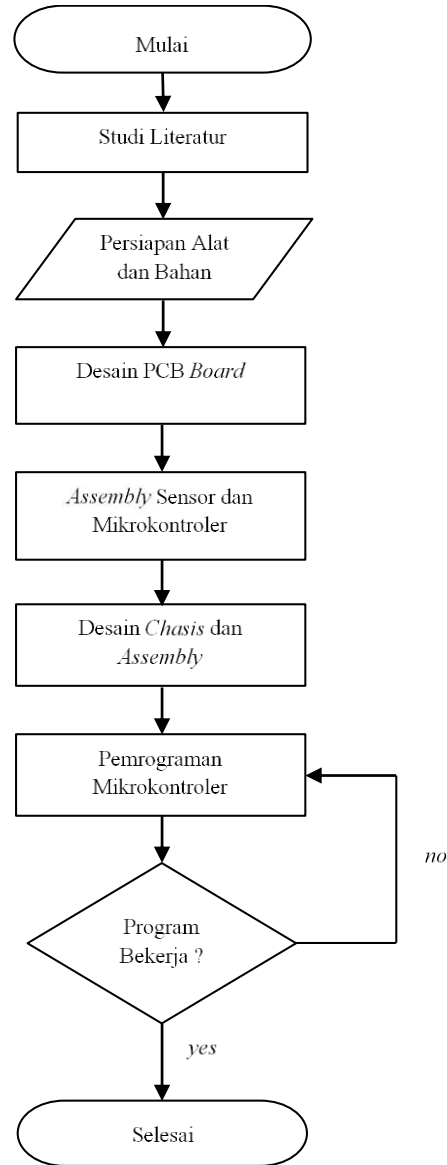 Mulai
Studi Literatur
Persiapan Alat
dan Bahan
Desain PCB Board
Assembly Sensor dan
Mikrokontroler
Desain Chasis dan
Assembly
Pemrograman
Mikrokontroler
no
Program
Bekerja ?
yes
Selesai